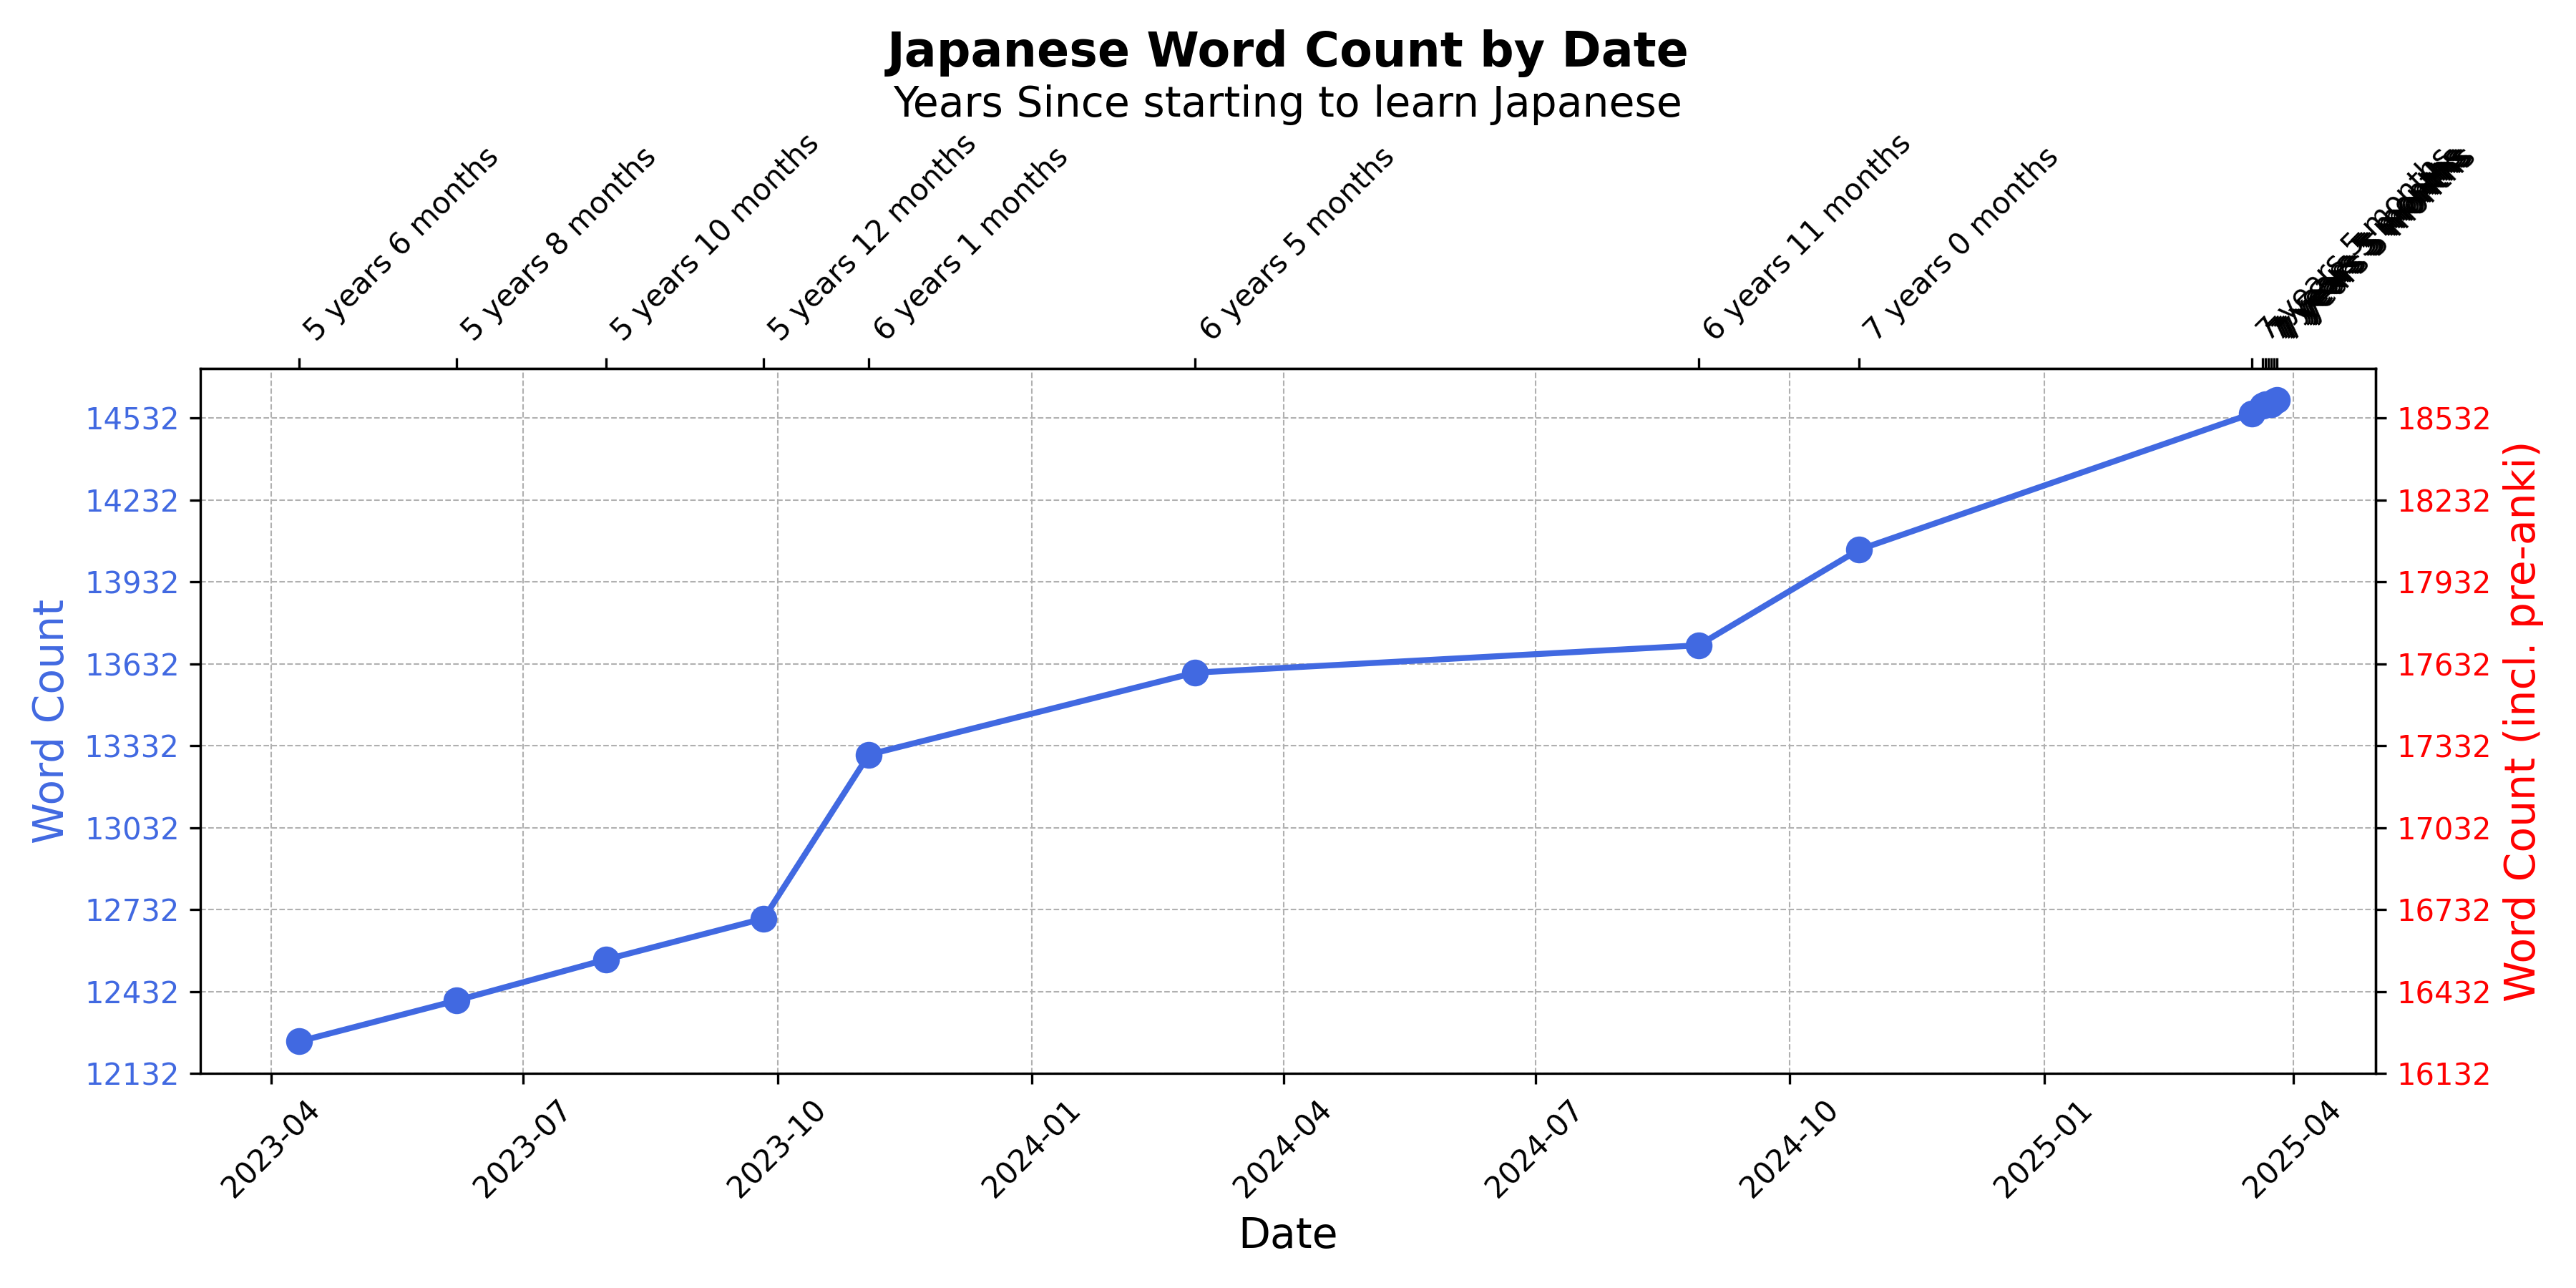 Japanese Word Count by Date
Years Since starting to learn Japanese
5 years 6 months
5 years 8 months
5 years 10 months
5 years 12 months
6 years 1 months
6 years 5 months
6 years 11 months
7 years 0 months
7 years 5 months
Word Count
14532
14232
13932
13632
13332
13032
12732
12432
12132
18532
18232
17932
17632
17332
17032
16732
16432
16132
Word Count (incl. pre-anki)
2023-04
2023-07
2023-10
2024-01
2024-04
2024-07
2024-10
2025-01
2025-04
Date